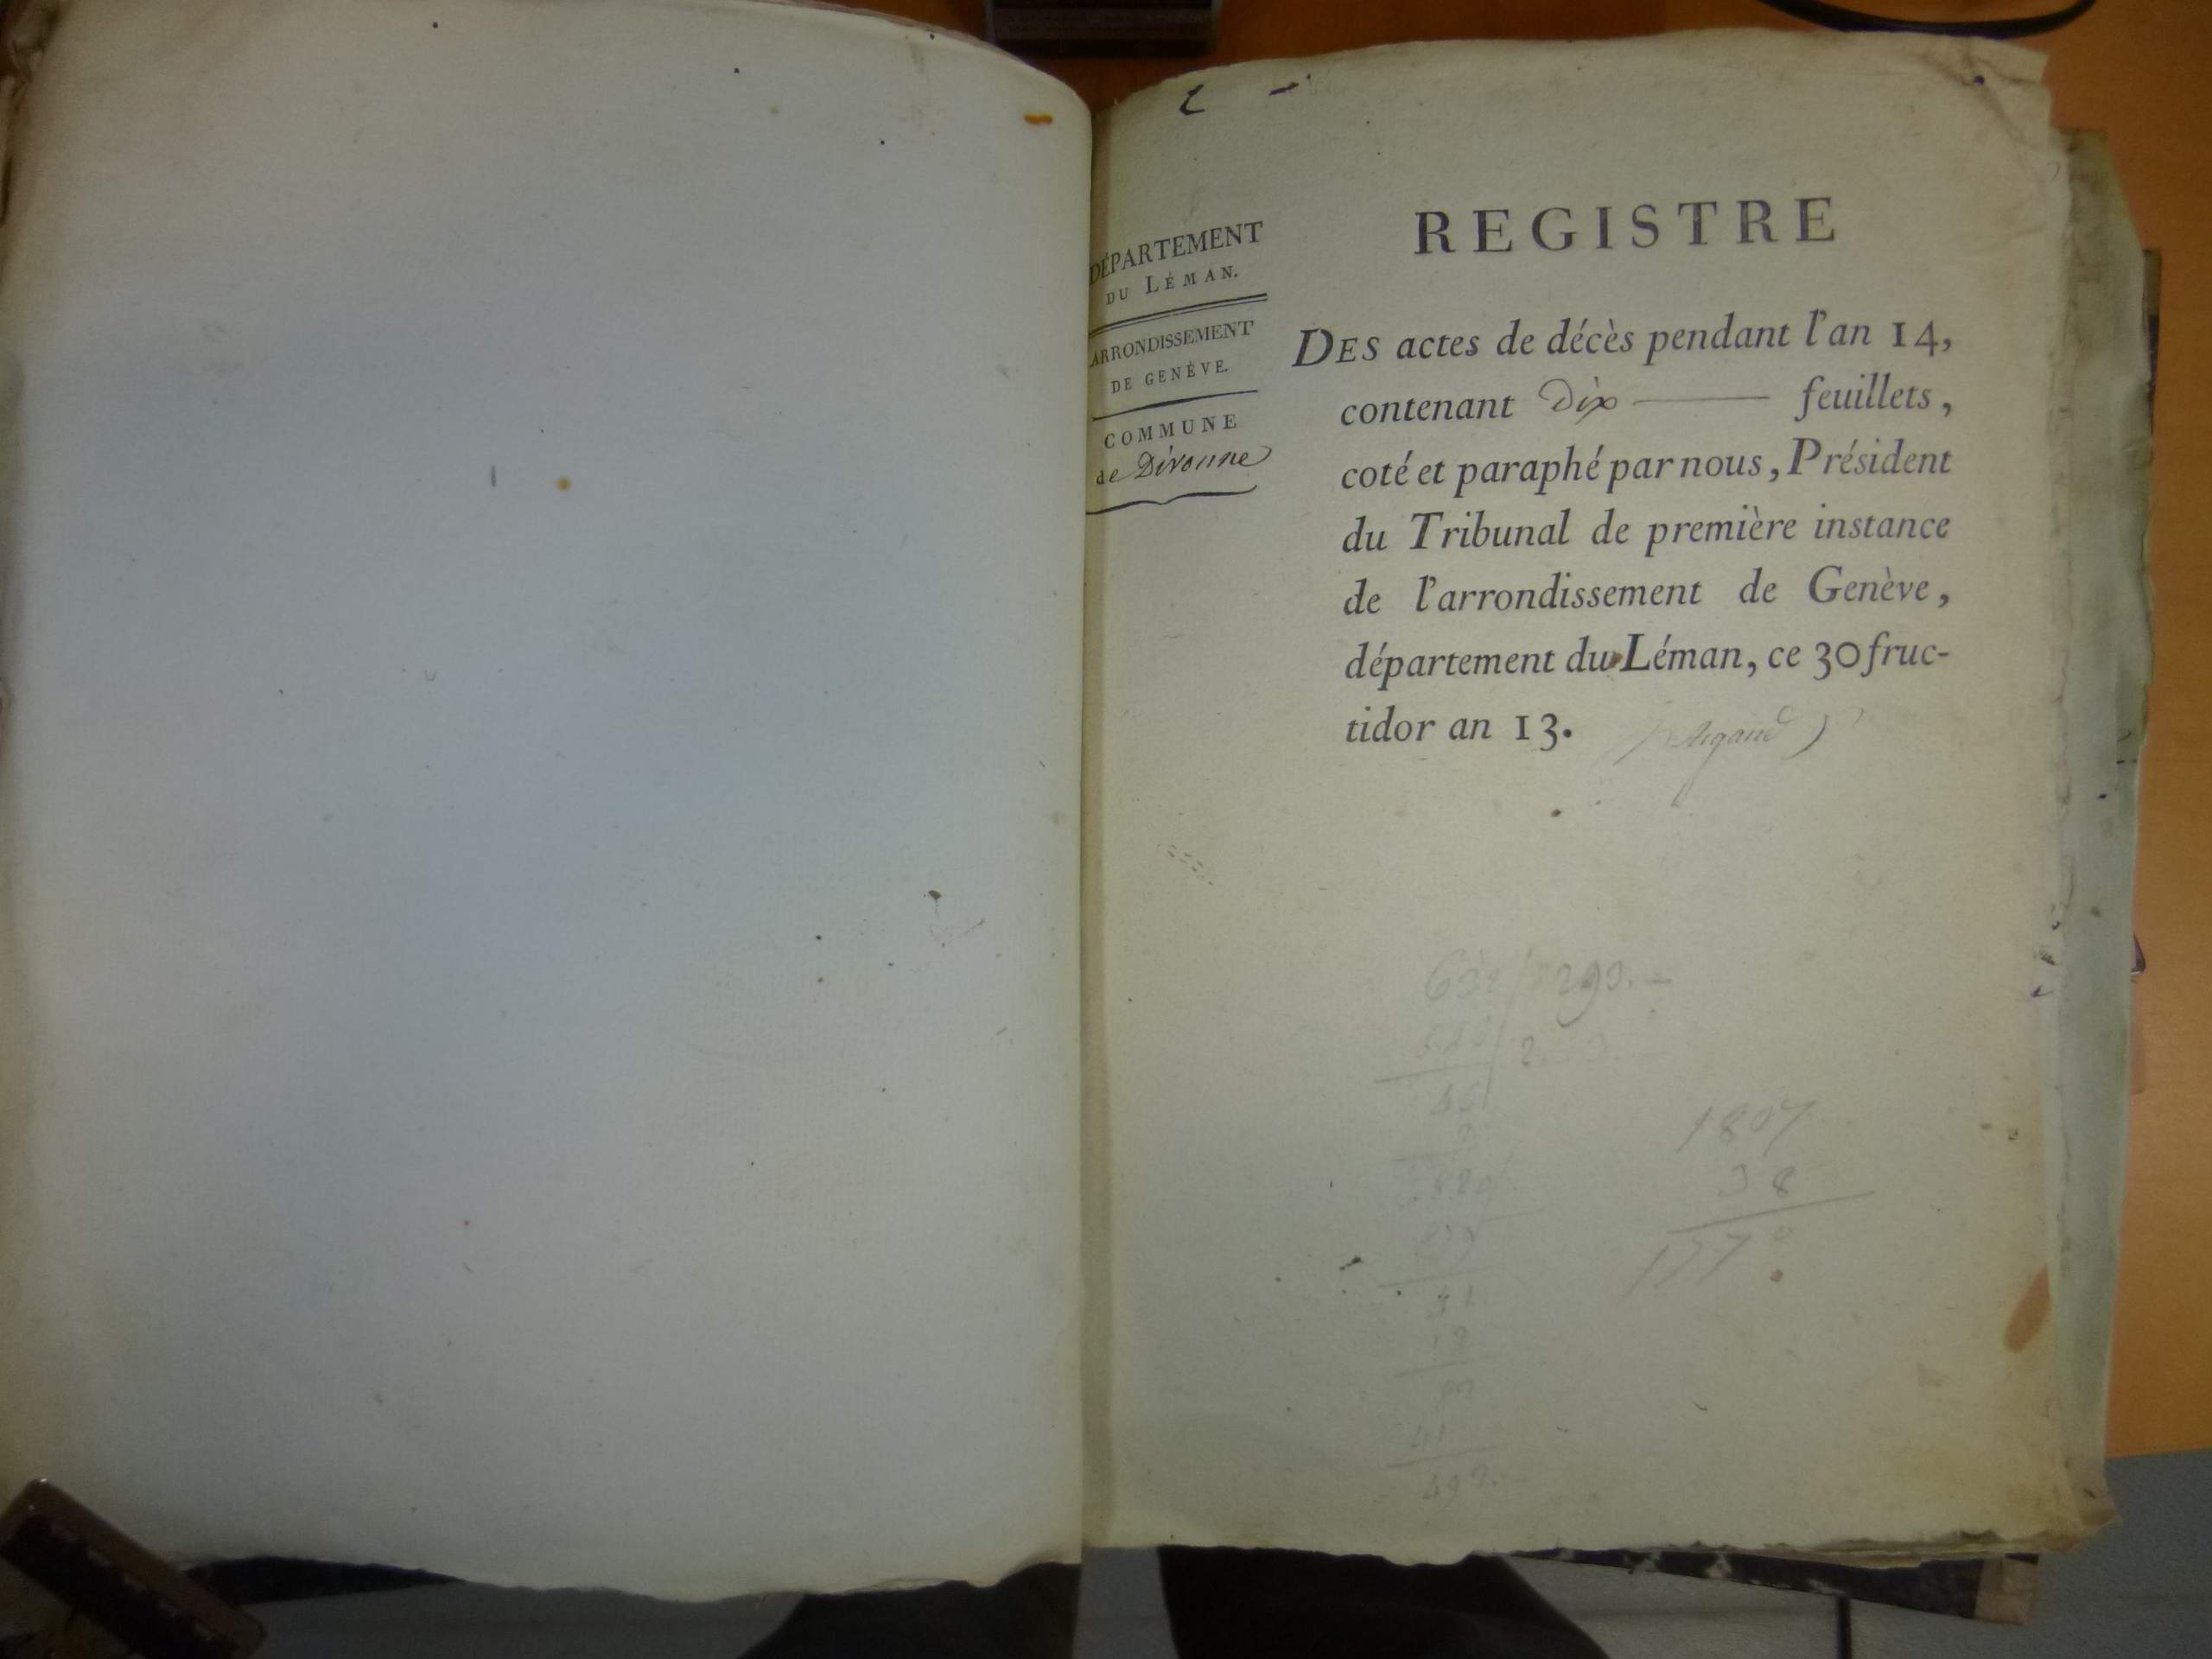 DÉPARTEMENT
DU LÉMAN.
ARRONDISSEMENT
DE GENÈVE.
COMMUNE
de Divonne
REGISTRE
DES actes de décès pendant l'an 14,
contenant Dix feuillets,
coté et paraphé par nous, Président
du Tribunal de première instance
de l'arrondissement de Genève,
département du Léman, ce 30 fruc-
tidor an 13.
Argand
1807
38